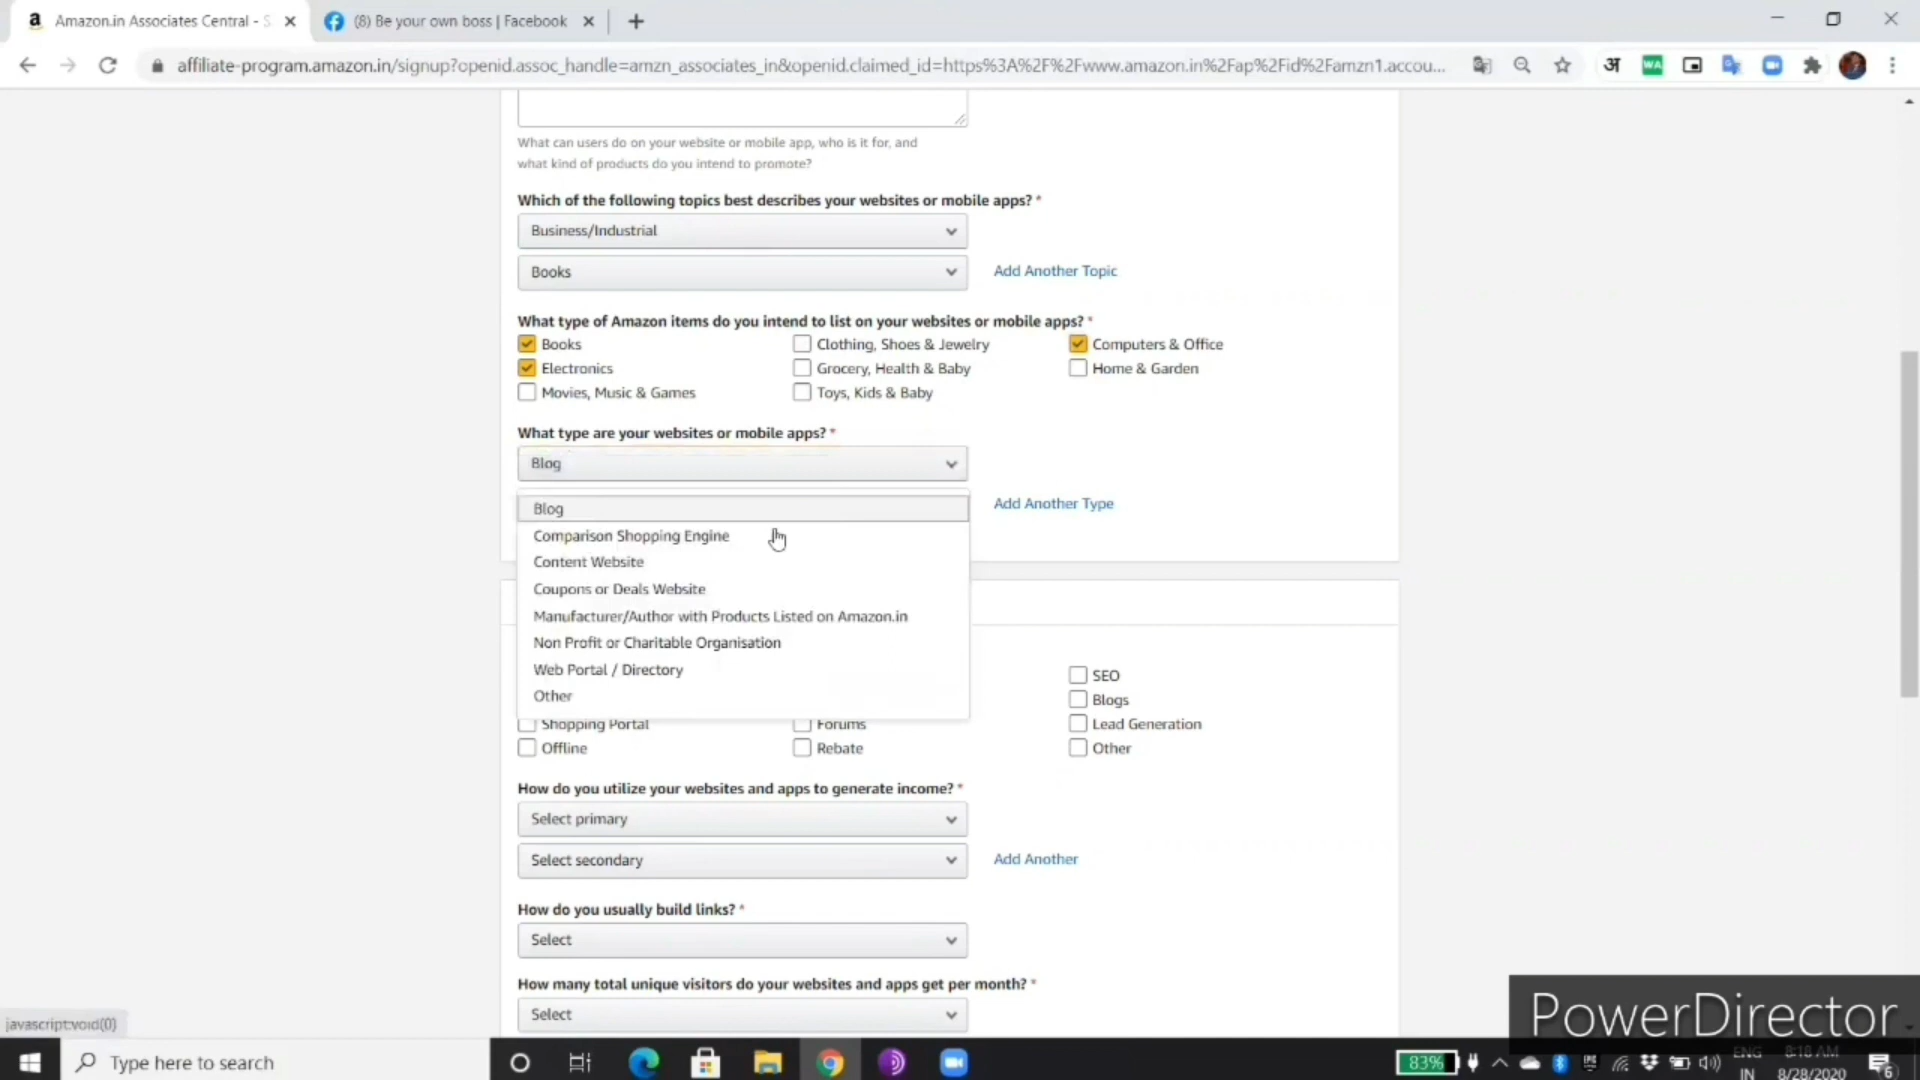 Amazon.in Associates Central - S
(8) Be your own boss | Facebook
affiliate-program.amazon.in/signup?openid.assoc_handle=amzn_associates_in&openid.claimed_id=https%3A%2F%2Fwww.amazon.in%2Fap%2Fid%2Famzn1.accou...
अ
WA
What can users do on your website or mobile app, who is it for, and
what kind of products do you intend to promote?
Which of the following topics best describes your websites or mobile apps? *
Business/Industrial
Books
Add Another Topic
What type of Amazon items do you intend to list on your websites or mobile apps? *
Books
Clothing, Shoes & Jewelry
Computers & Office
Electronics
Grocery, Health & Baby
Home & Garden
Movies, Music & Games
Toys, Kids & Baby
What type are your websites or mobile apps? *
Blog
Add Another Type
Blog
Comparison Shopping Engine
Content Website
Coupons or Deals Website
Manufacturer/Author with Products Listed on Amazon.in
Non Profit or Charitable Organisation
Web Portal / Directory
Other
SEO
Blogs
Shopping Portal
Forums
Lead Generation
Offline
Rebate
Other
How do you utilize your websites and apps to generate income? *
Select primary
Select secondary
Add Another
How do you usually build links? *
Select
How many total unique visitors do your websites and apps get per month? *
Select
javascript:void(0)
PowerDirector
Type here to search
83%
ENG
IN
8:18 AM
8/28/2020
6